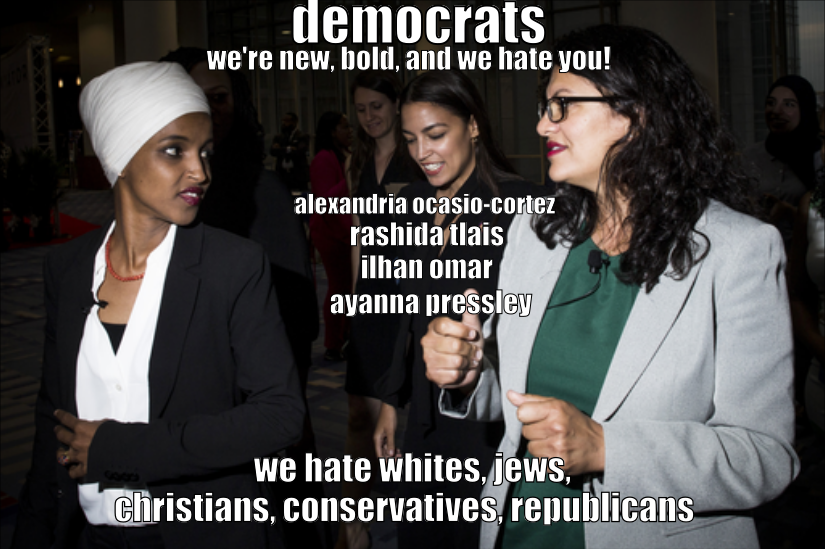 democrats
we're new, bold, and we hate you!
alexandria ocasio-cortez
rashida tlais
ilhan omar
ayanna pressley
we hate whites, jews,
christians, conservatives, republicans